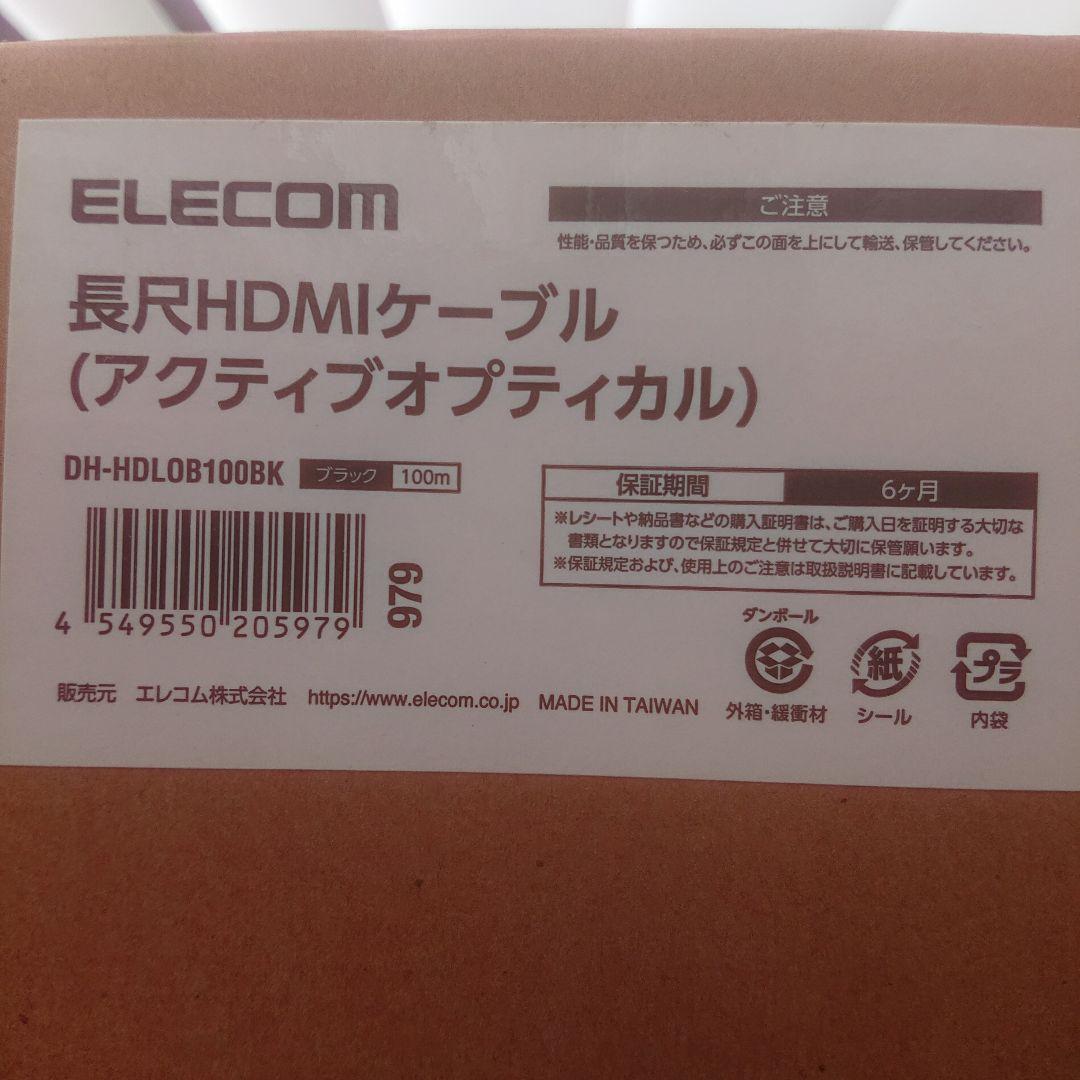 ELECOM
ご注意
性能・品質を保つため、必ずこの面を上にして輸送、保管してください。
長尺HDMIケーブル
(アクティブオプティカル)
DH-HDLOB100BK ブラック 100m
保証期間 6ヶ月
※レシートや納品書などの購入証明書は、ご購入日を証明する大切な
書類となりますので保証規定と併せて大切に保管願います。
※保証規定および、使用上のご注意は取扱説明書に記載しています。
4 549550 205979
979
ダンボール
外箱・緩衝材
紙
シール
プラ
内袋
販売元 エレコム株式会社 https://www.elecom.co.jp MADE IN TAIWAN